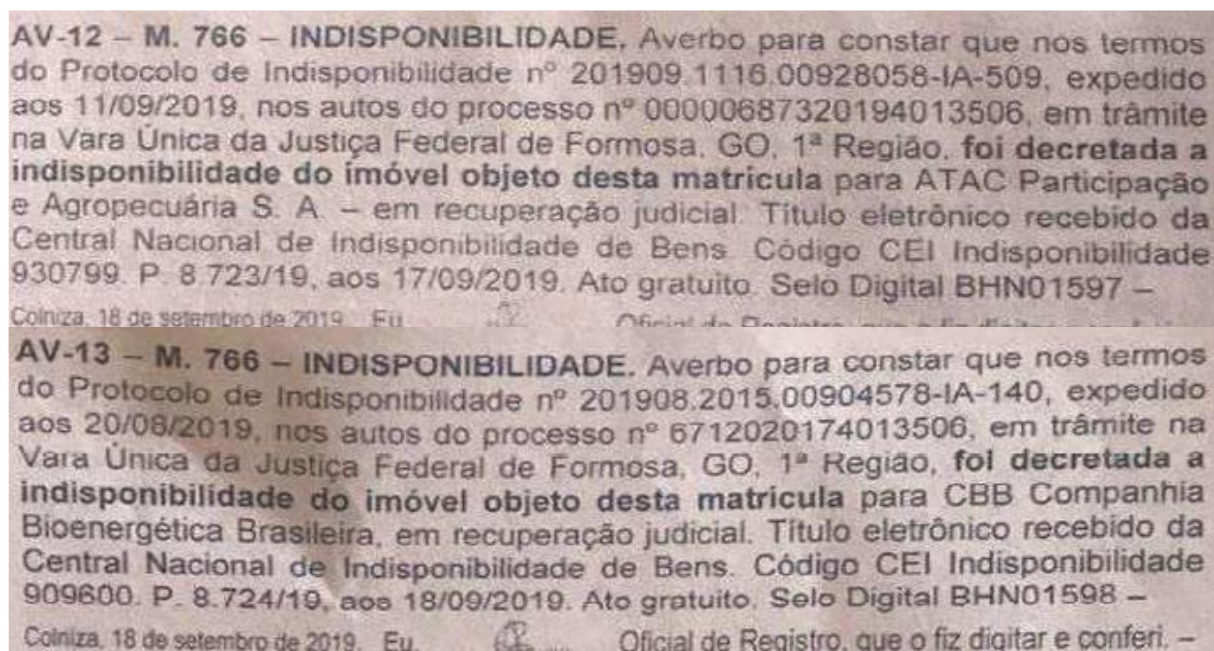 AV-12 – M. 766 – INDISPONIBILIDADE. Averbo para constar que nos termos
do Protocolo de Indisponibilidade nº 201909.1116.00928058-IA-509, expedido
aos 11/09/2019, nos autos do processo nº 00000687320194013506, em trâmite
na Vara Única da Justiça Federal de Formosa, GO, 1ª Região, foi decretada a
indisponibilidade do imóvel objeto desta matrícula para ATAC Participação
e Agropecuária S. A. – em recuperação judicial. Título eletrônico recebido da
Central Nacional de Indisponibilidade de Bens. Código CEI Indisponibilidade
930799. P. 8.723/19, aos 17/09/2019. Ato gratuito. Selo Digital BHN01597 –
Colniza, 18 de setembro de 2019. Eu, Oficial de Registro, que o fiz digitar e
AV-13 – M. 766 – INDISPONIBILIDADE. Averbo para constar que nos termos
do Protocolo de Indisponibilidade nº 201908.2015.00904578-IA-140, expedido
aos 20/08/2019, nos autos do processo nº 6712020174013506, em trâmite na
Vara Única da Justiça Federal de Formosa, GO, 1ª Região, foi decretada a
indisponibilidade do imóvel objeto desta matrícula para CBB Companhia
Bioenergética Brasileira, em recuperação judicial. Título eletrônico recebido da
Central Nacional de Indisponibilidade de Bens. Código CEI Indisponibilidade
909600. P. 8.724/19, aos 18/09/2019. Ato gratuito. Selo Digital BHN01598 –
Colniza, 18 de setembro de 2019. Eu, Oficial de Registro, que o fiz digitar e conferi. –